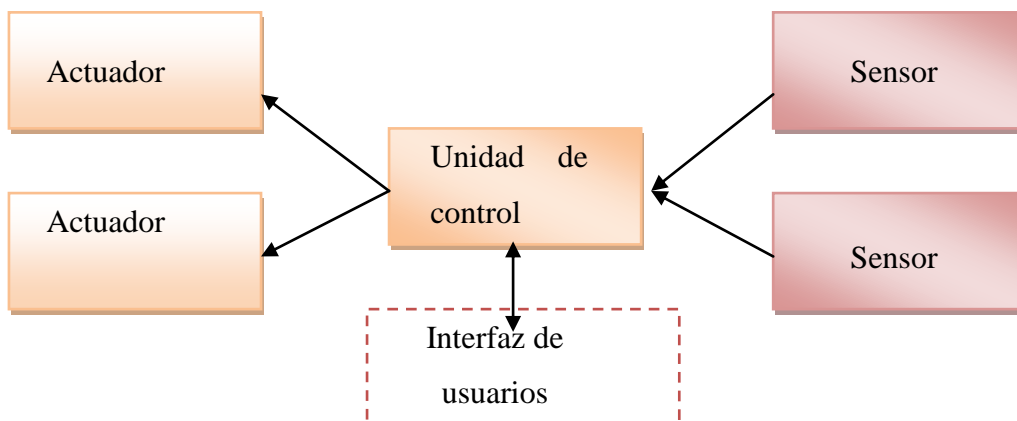 Actuador
Sensor
Unidad de
control
Actuador
Sensor
Interfaz de
usuarios